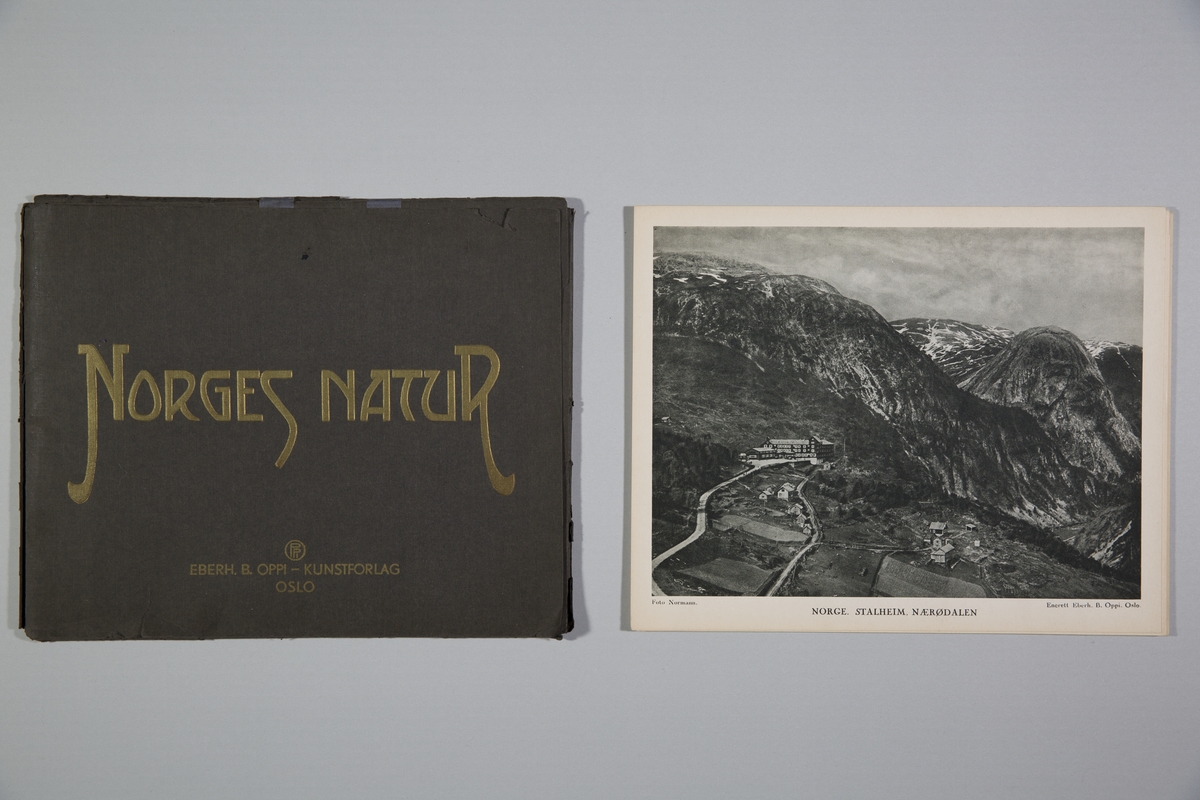 NORGES NATUR
EBERH. B. OPPI – KUNSTFORLAG
OSLO
Foto Normann.
Enerett Eberh. B. Oppi. Oslo.
NORGE. STALHEIM, NÆRØDALEN